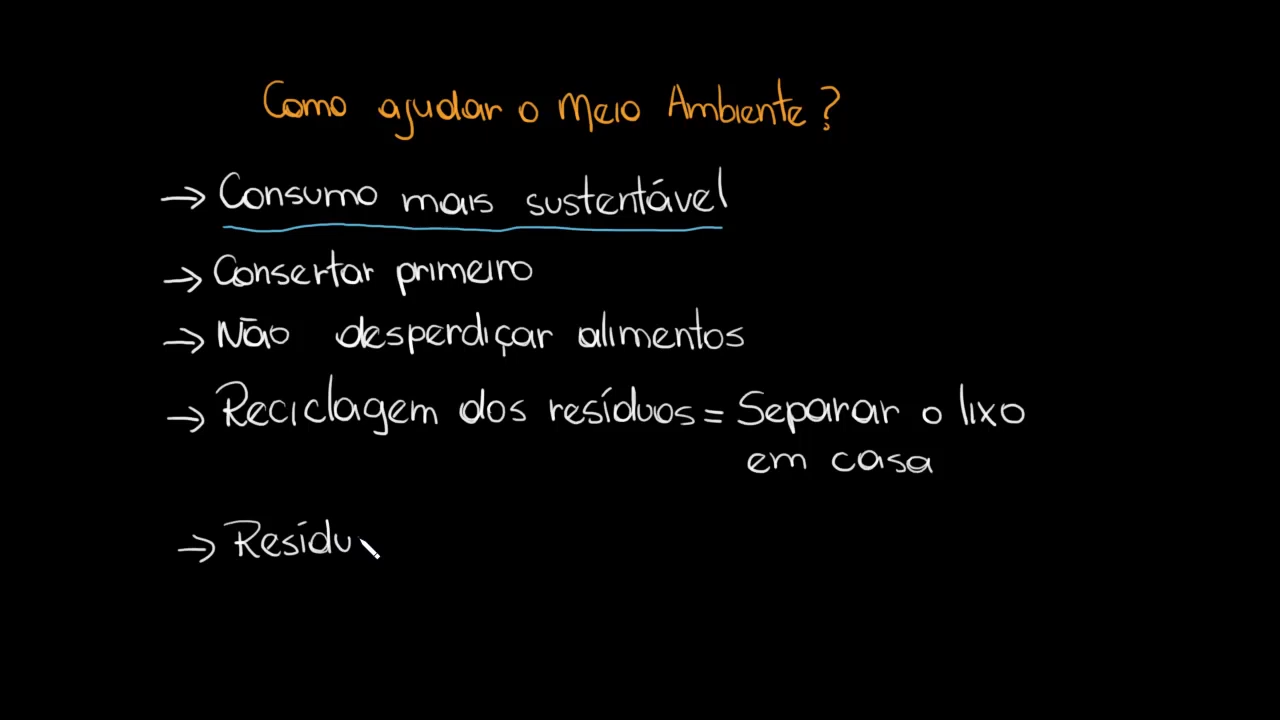 Como ajudar o Meio Ambiente?
→ Consumo mais sustentável
→ Consertar primeiro
→ Não desperdiçar alimentos
→ Reciclagem dos resíduos = Separar o lixo
em casa
→ Resídu